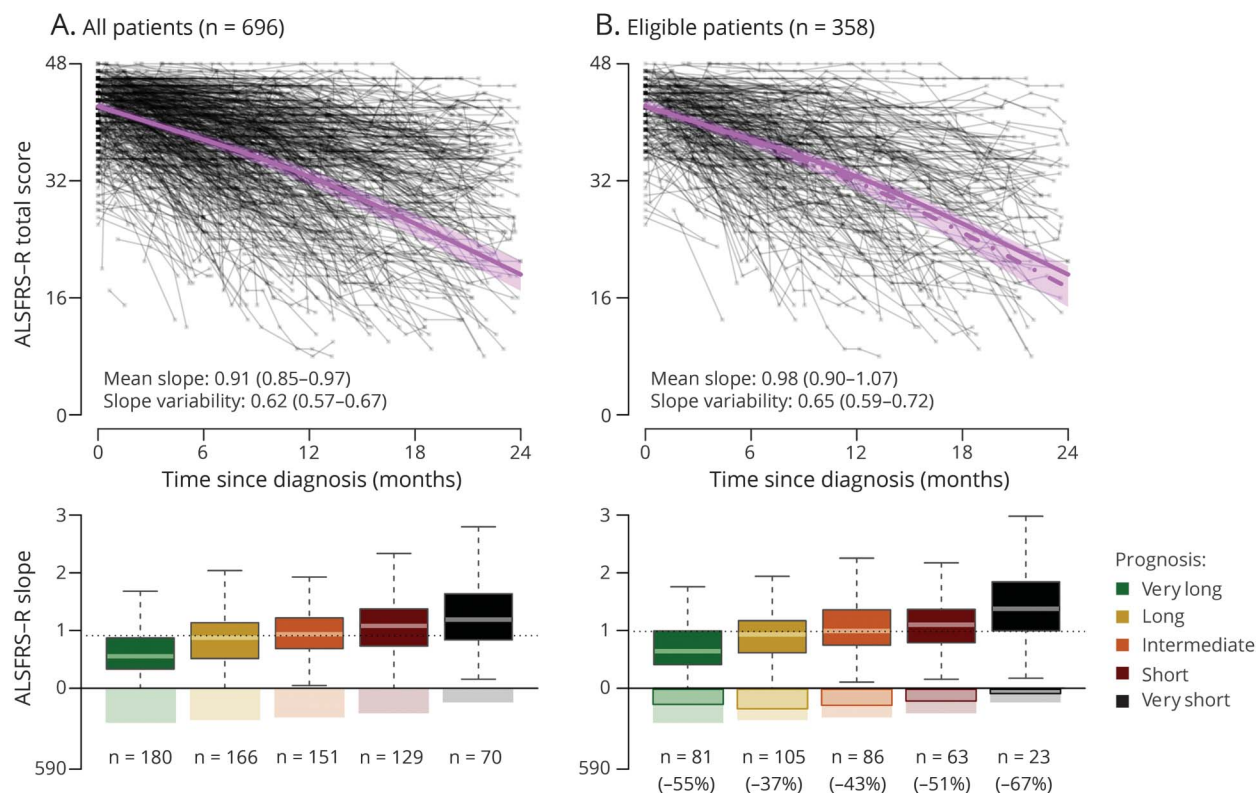 A. All patients (n = 696)
48
32
16
0
ALSFRS-R total score
Mean slope: 0.91 (0.85–0.97)
Slope variability: 0.62 (0.57–0.67)
0 6 12 18 24
Time since diagnosis (months)
B. Eligible patients (n = 358)
48
32
16
0
Mean slope: 0.98 (0.90–1.07)
Slope variability: 0.65 (0.59–0.72)
0 6 12 18 24
Time since diagnosis (months)
3
2
1
0
590
ALSFRS-R slope
n = 180 n = 166 n = 151 n = 129 n = 70
3
2
1
0
590
n = 81 n = 105 n = 86 n = 63 n = 23
(–55%) (–37%) (–43%) (–51%) (–67%)
Prognosis:
Very long
Long
Intermediate
Short
Very short